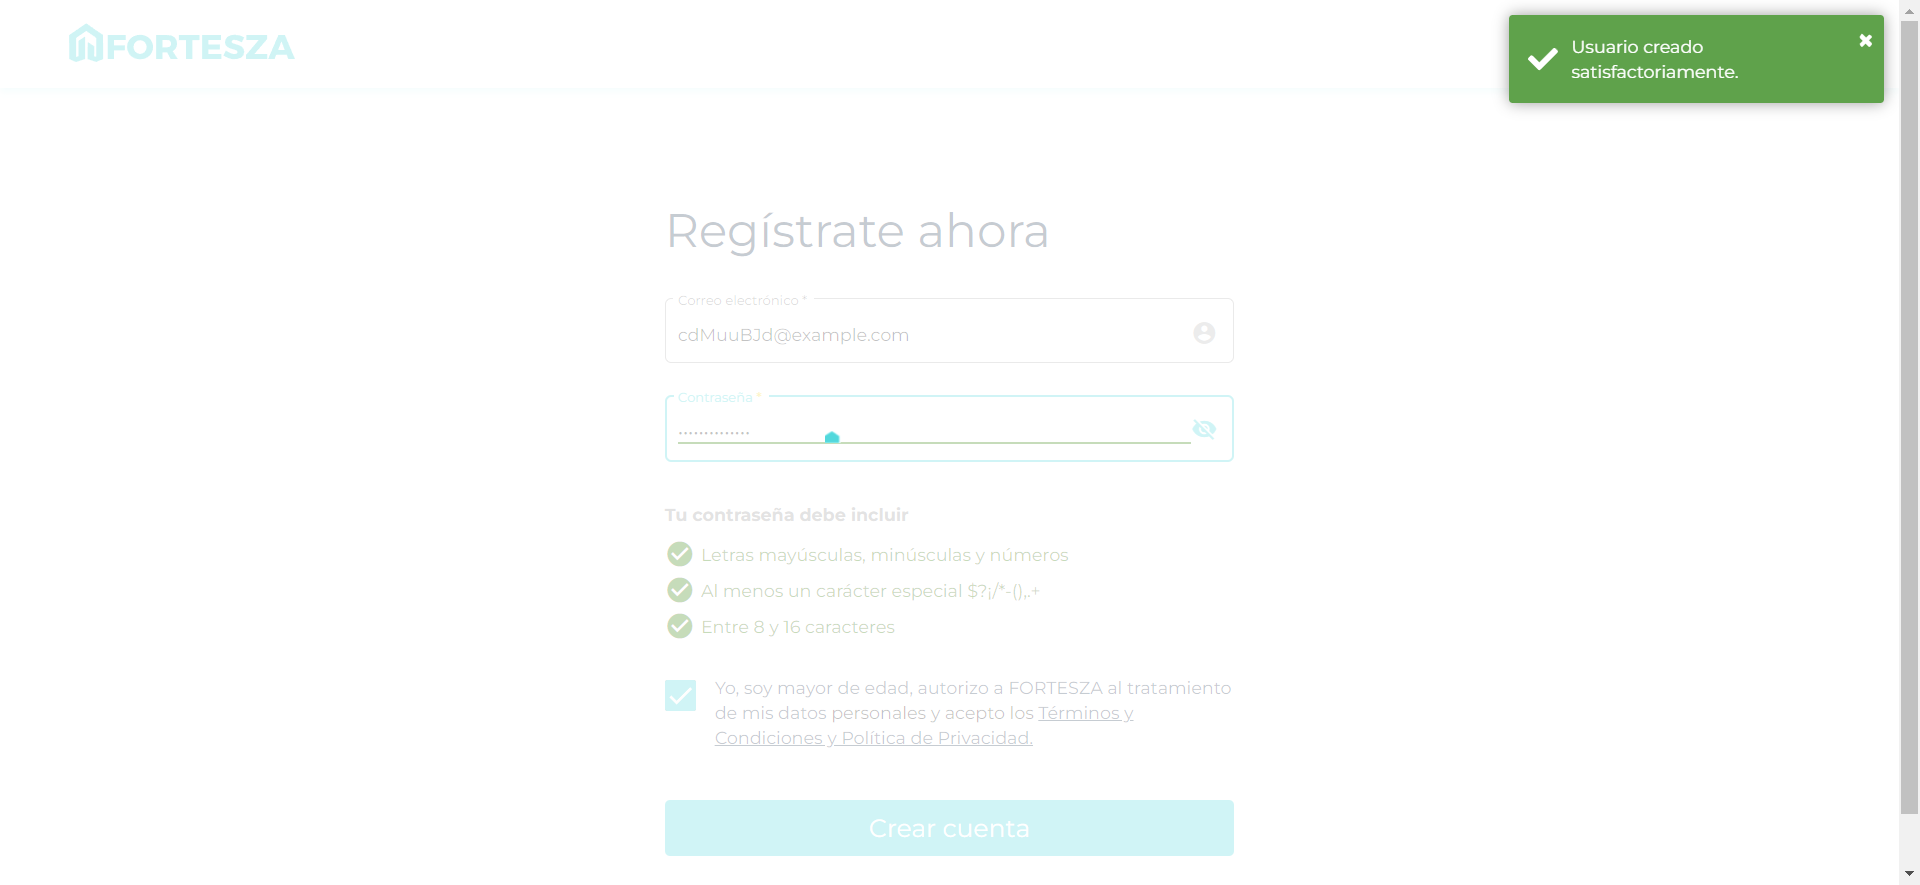 FORTESZA
Usuario creado
satisfactoriamente.
Regístrate ahora
Correo electrónico *
cdMuuBJd@example.com
Contraseña *
..............
Tu contraseña debe incluir
Letras mayúsculas, minúsculas y números
Al menos un carácter especial $?¡/*-(),.+
Entre 8 y 16 caracteres
Yo, soy mayor de edad, autorizo a FORTESZA al tratamiento
de mis datos personales y acepto los Términos y
Condiciones y Política de Privacidad.
Crear cuenta